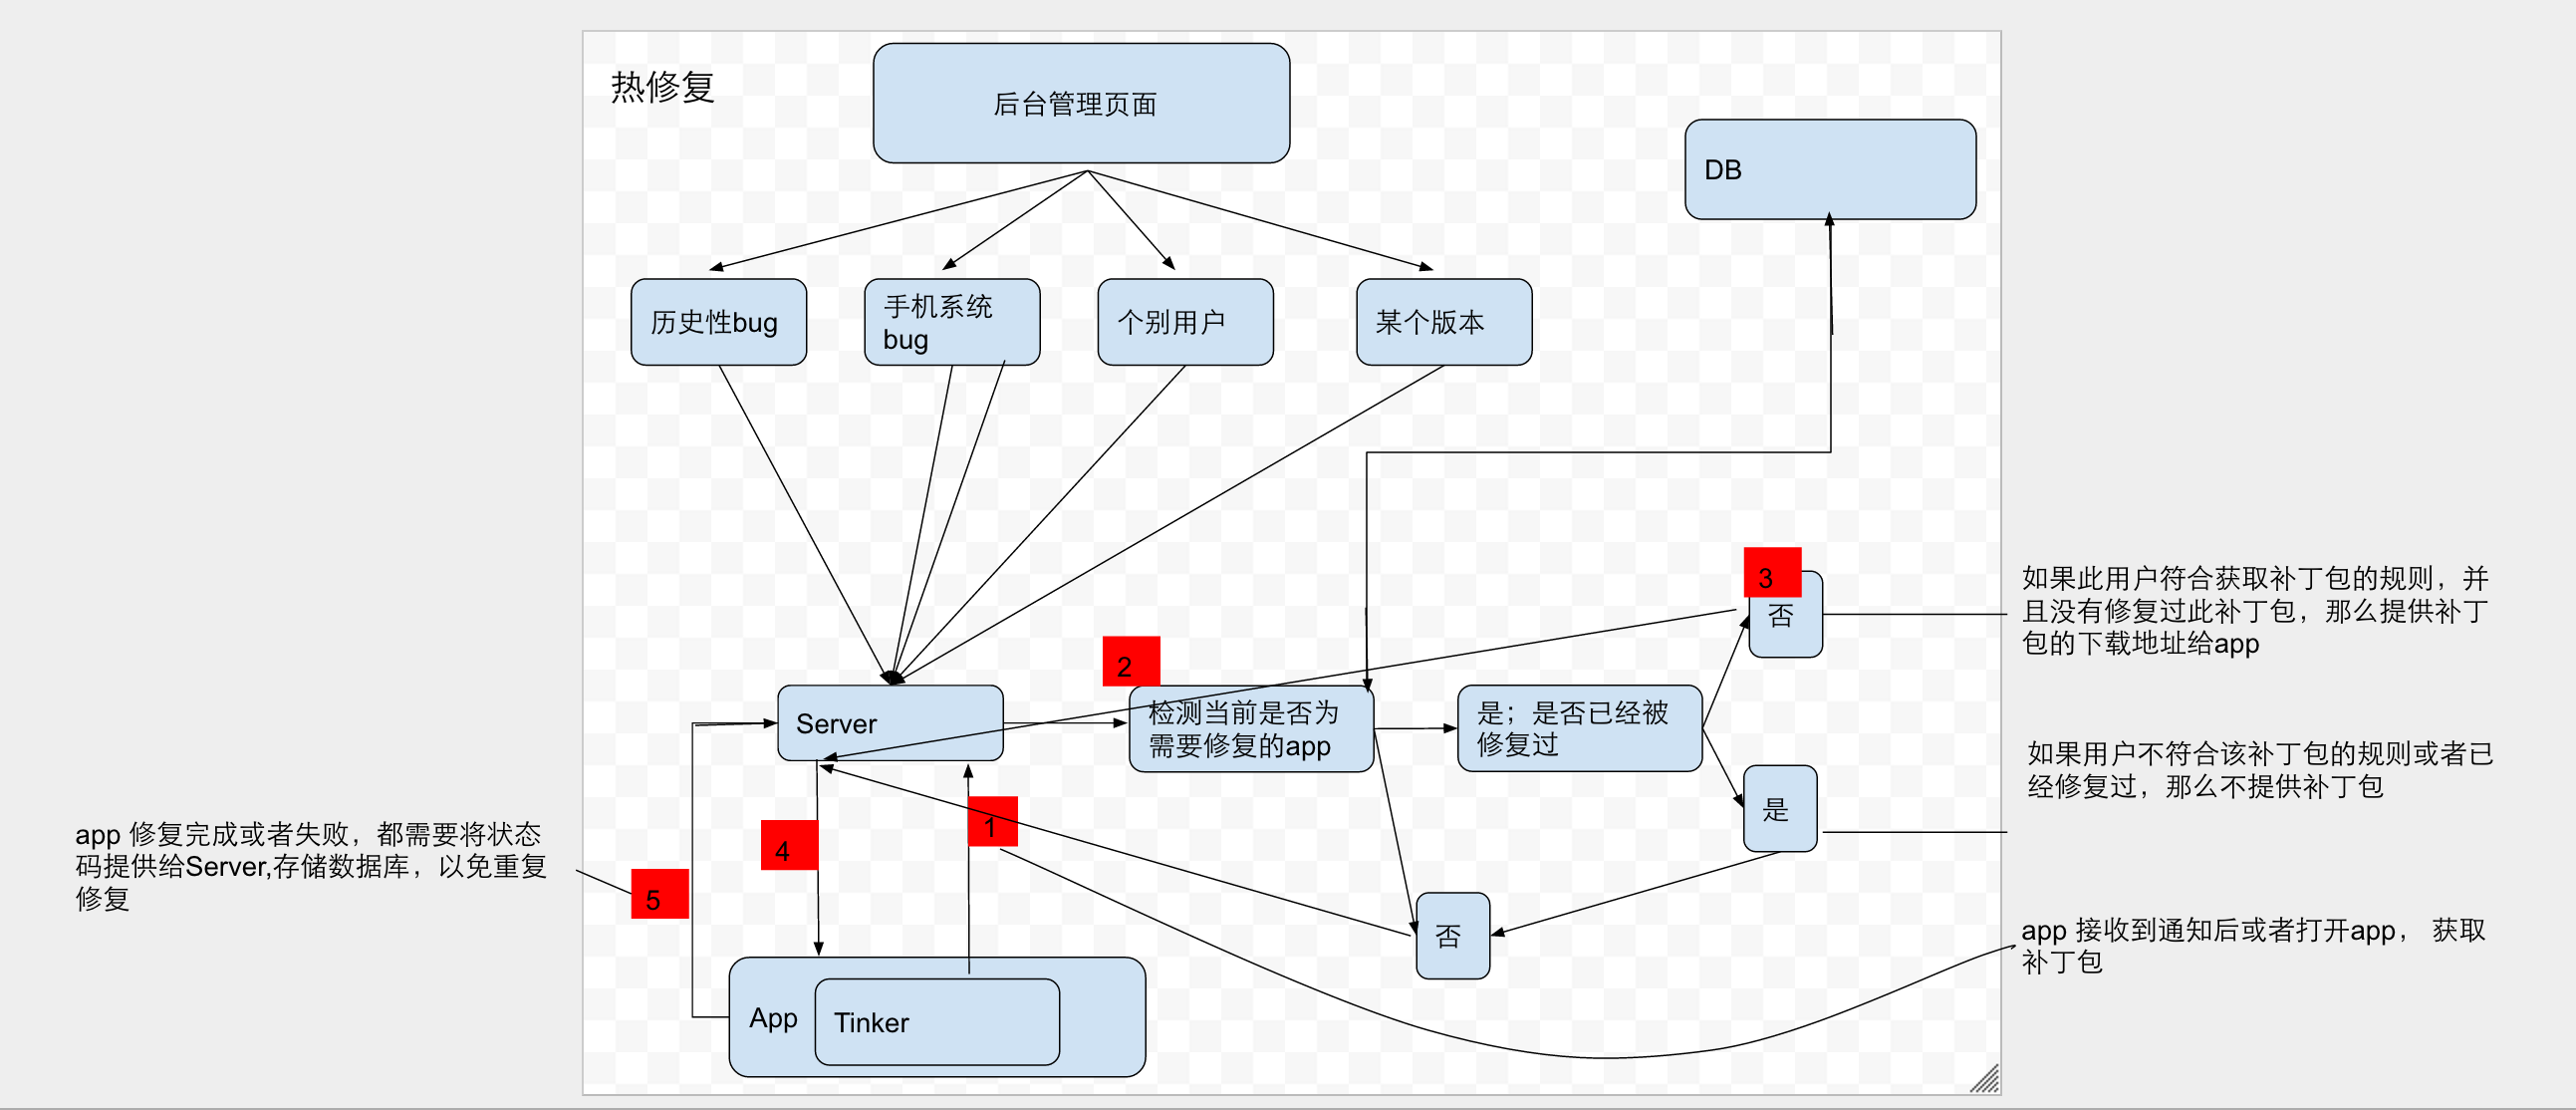 热修复
后台管理页面
DB
历史性bug
手机系统
bug
个别用户
某个版本
3
否
如果此用户符合获取补丁包的规则，并
且没有修复过此补丁包，那么提供补丁
包的下载地址给app
2
Server
检测当前是否为
需要修复的app
是；是否已经被
修复过
如果用户不符合该补丁包的规则或者已
经修复过，那么不提供补丁包
是
1
4
app 修复完成或者失败，都需要将状态
码提供给Server,存储数据库，以免重复
修复
5
否
app 接收到通知后或者打开app， 获取
补丁包
App
Tinker